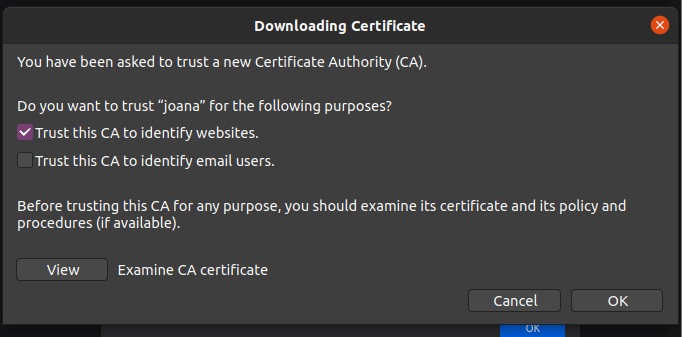 Downloading Certificate
You have been asked to trust a new Certificate Authority (CA).
Do you want to trust “joana” for the following purposes?
Trust this CA to identify websites.
Trust this CA to identify email users.
Before trusting this CA for any purpose, you should examine its certificate and its policy and
procedures (if available).
View Examine CA certificate
Cancel OK
OK